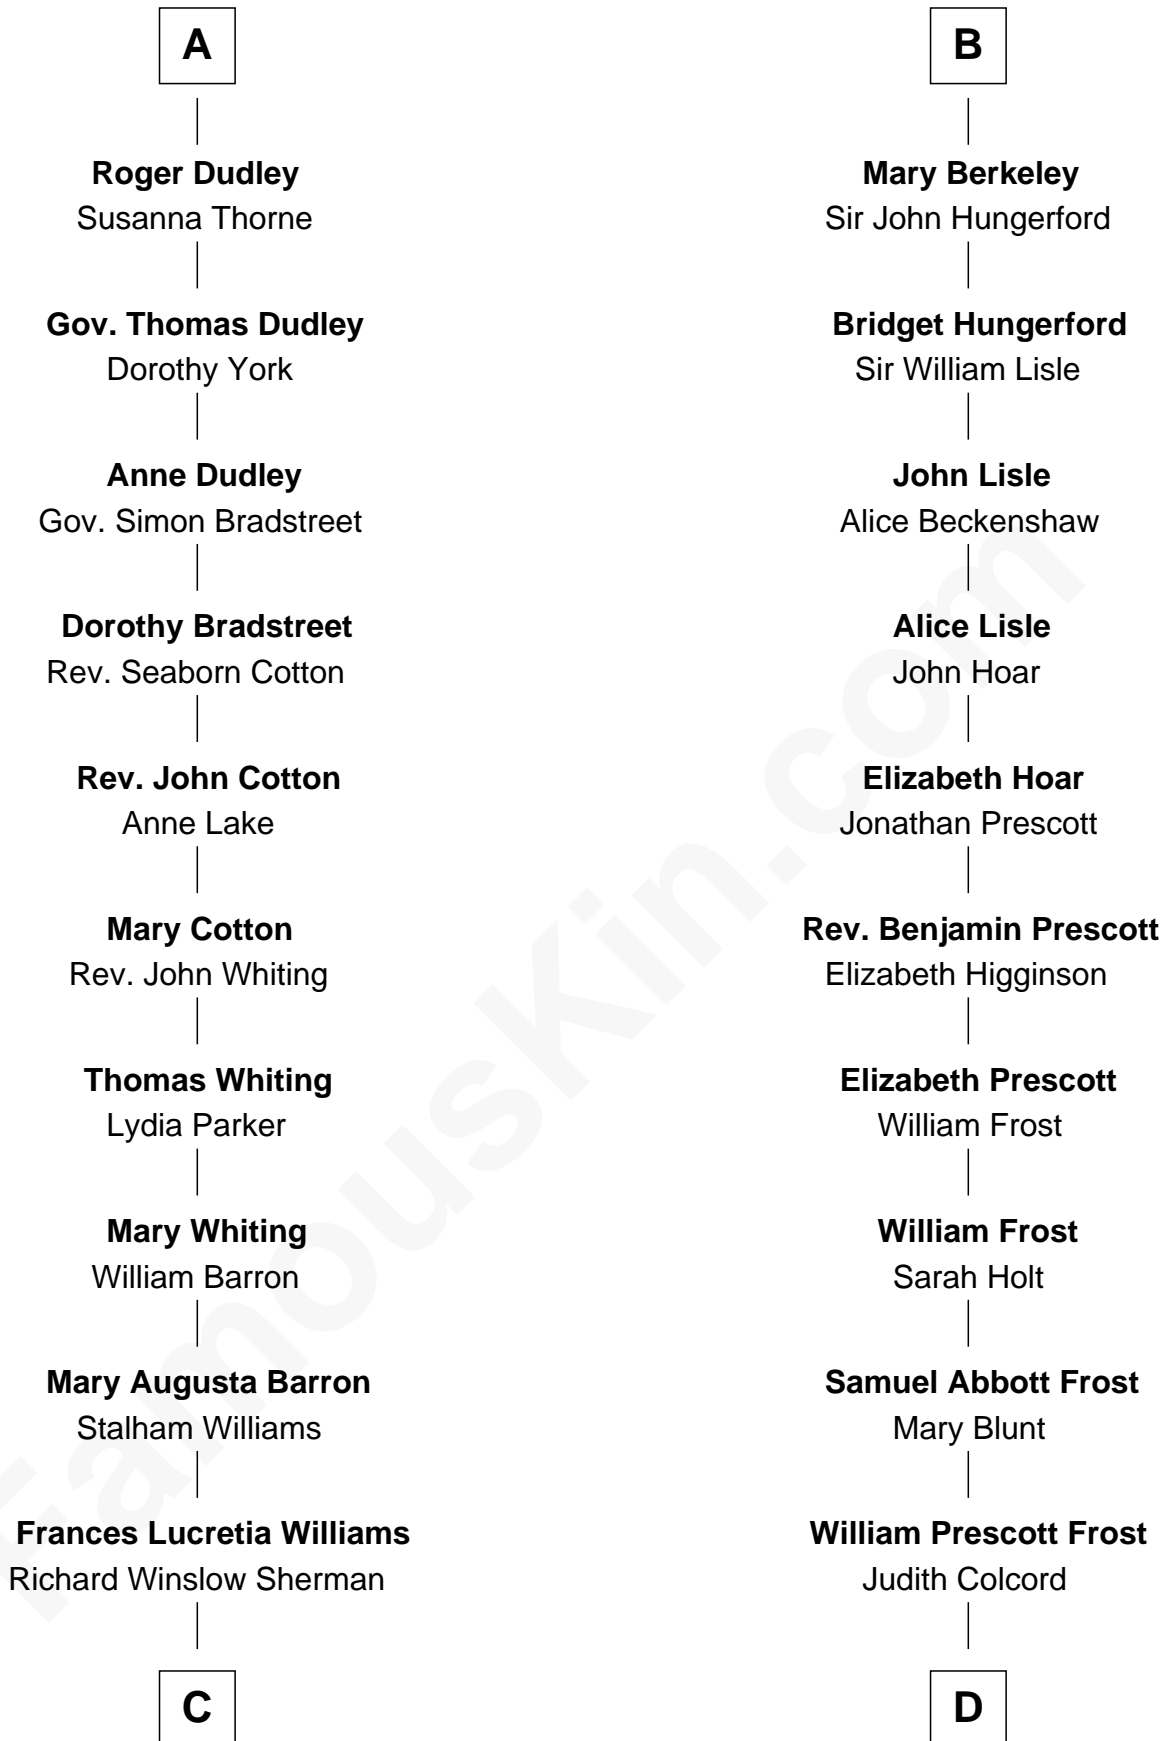 A
Roger Dudley
Susanna Thorne
Gov. Thomas Dudley
Dorothy York
Anne Dudley
Gov. Simon Bradstreet
Dorothy Bradstreet
Rev. Seaborn Cotton
Rev. John Cotton
Anne Lake
Mary Cotton
Rev. John Whiting
Thomas Whiting
Lydia Parker
Mary Whiting
William Barron
Mary Augusta Barron
Stalham Williams
Frances Lucretia Williams
Richard Winslow Sherman
C
B
Mary Berkeley
Sir John Hungerford
Bridget Hungerford
Sir William Lisle
John Lisle
Alice Beckenshaw
Alice Lisle
John Hoar
Elizabeth Hoar
Jonathan Prescott
Rev. Benjamin Prescott
Elizabeth Higginson
Elizabeth Prescott
William Frost
William Frost
Sarah Holt
Samuel Abbott Frost
Mary Blunt
William Prescott Frost
Judith Colcord
D
FamousKin.com